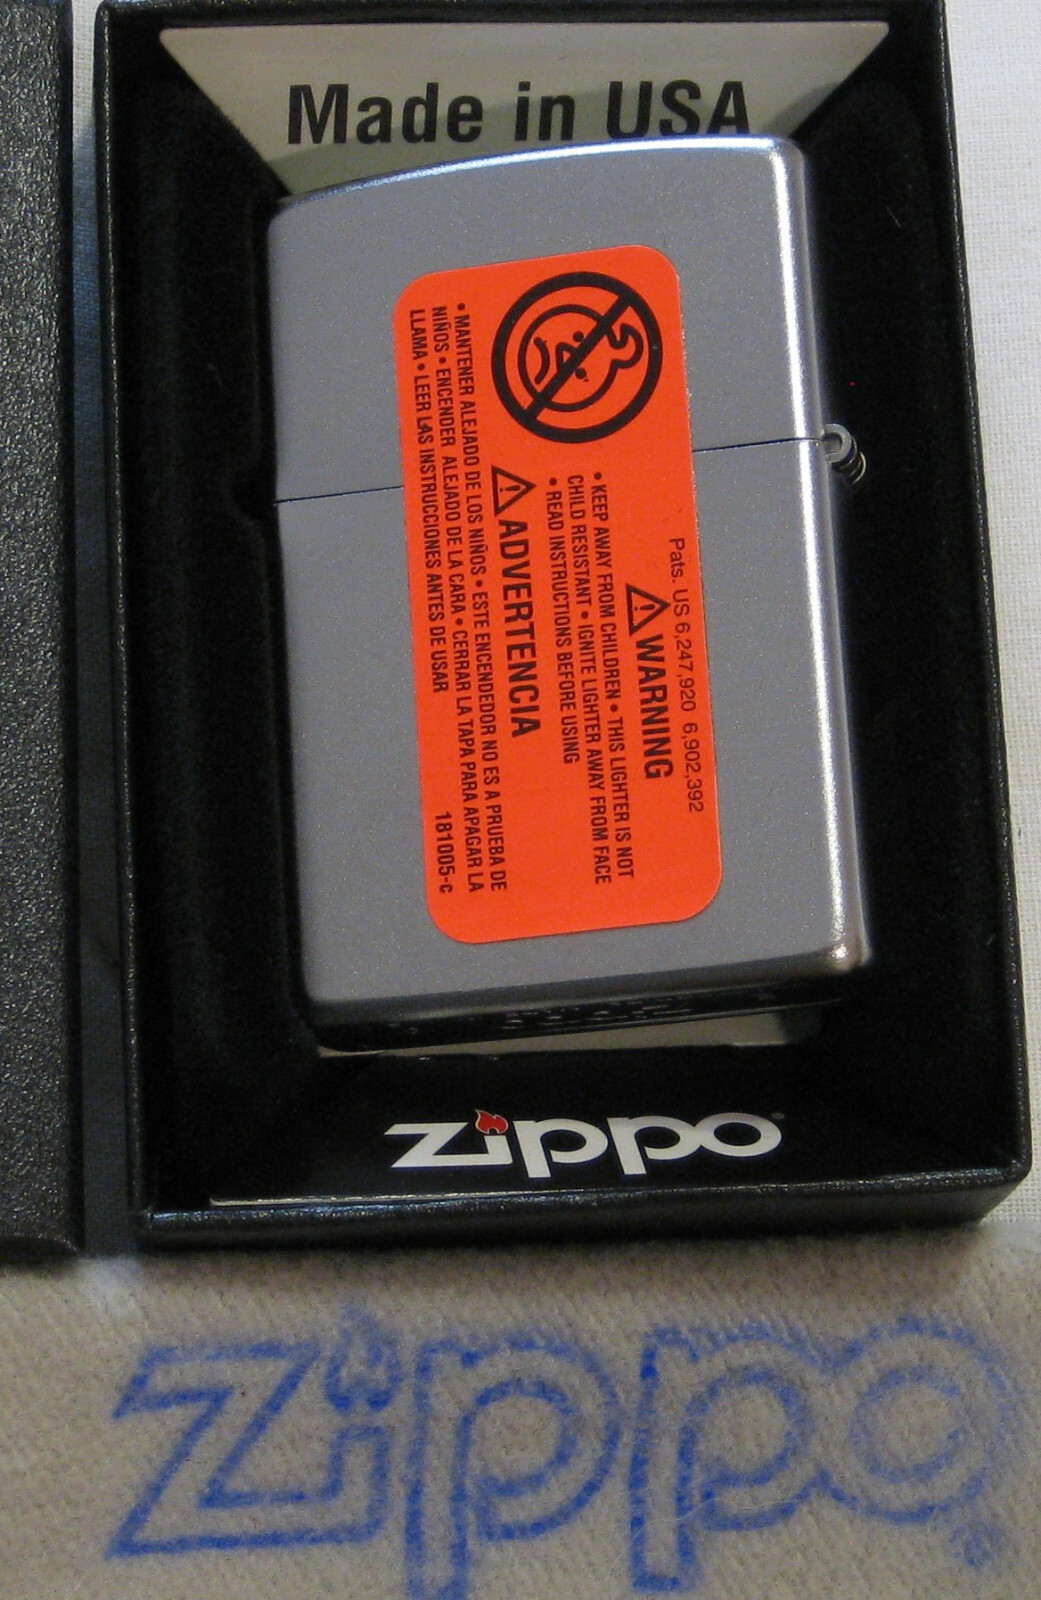 Made in USA
Pats. US 6,247,920 6,902,392
⚠WARNING
• KEEP AWAY FROM CHILDREN • THIS LIGHTER IS NOT
CHILD RESISTANT • IGNITE LIGHTER AWAY FROM FACE
• READ INSTRUCTIONS BEFORE USING
⚠ADVERTENCIA
• MANTENER ALEJADO DE LOS NIÑOS • ESTE ENCENDEDOR NO ES A PRUEBA DE
NIÑOS • ENCENDER ALEJADO DE LA CARA • CERRAR LA TAPA PARA APAGAR LA
LLAMA • LEER LAS INSTRUCCIONES ANTES DE USAR 181005-c
zippo
zippo®